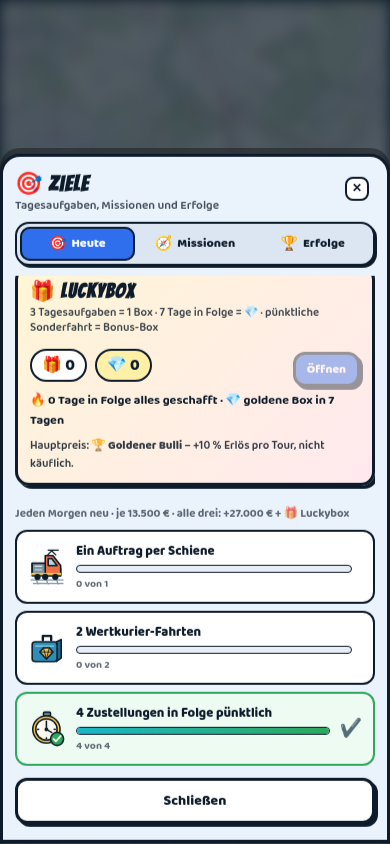 🎯 ZIELE
Tagesaufgaben, Missionen und Erfolge
✕
🎯 Heute
🧭 Missionen
🏆 Erfolge
🎁 LUCKYBOX
3 Tagesaufgaben = 1 Box · 7 Tage in Folge = 💎 · pünktliche
Sonderfahrt = Bonus-Box
🎁 0
💎 0
Öffnen
🔥 0 Tage in Folge alles geschafft · 💎 goldene Box in 7
Tagen
Hauptpreis: 🏆 Goldener Bulli – +10 % Erlös pro Tour, nicht
käuflich.
Jeden Morgen neu · je 13.500 € · alle drei: +27.000 € + 🎁 Luckybox
Ein Auftrag per Schiene
0 von 1
2 Wertkurier-Fahrten
0 von 2
4 Zustellungen in Folge pünktlich
4 von 4
Schließen